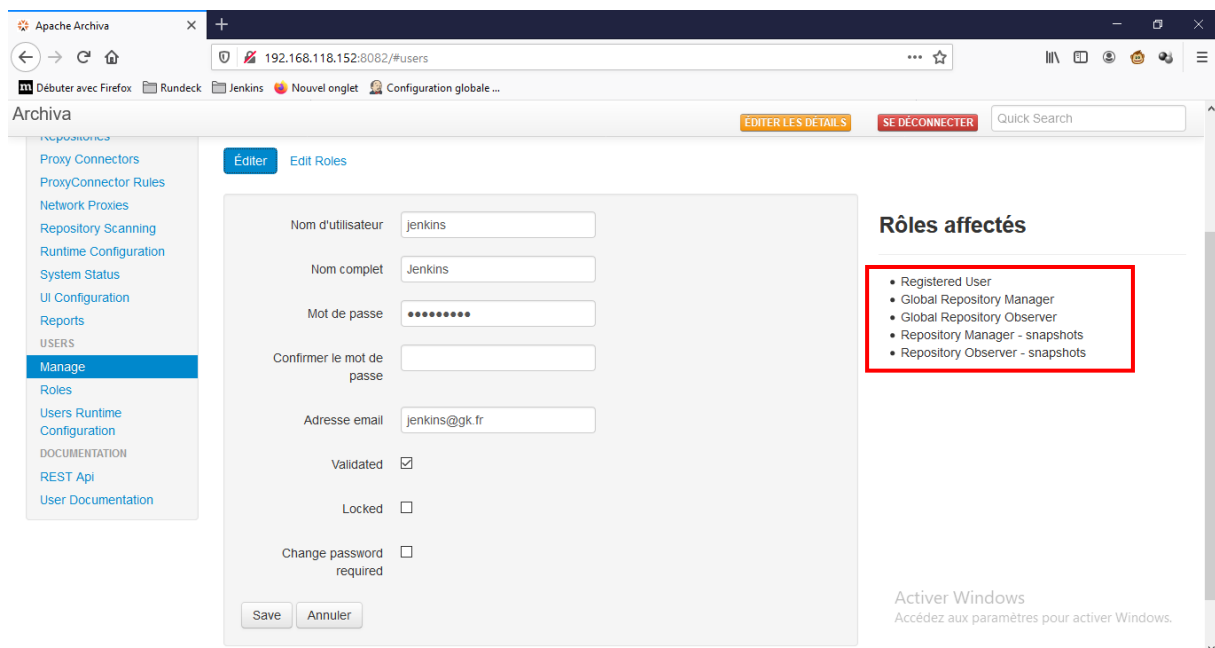 Apache Archiva
192.168.118.152:8082/#users
Débuter avec Firefox Rundeck Jenkins Nouvel onglet Configuration globale ...
Archiva
ÉDITER LES DÉTAILS
SE DÉCONNECTER
Quick Search
Repositories
Proxy Connectors
ProxyConnector Rules
Network Proxies
Repository Scanning
Runtime Configuration
System Status
UI Configuration
Reports
USERS
Manage
Roles
Users Runtime
Configuration
DOCUMENTATION
REST Api
User Documentation
Éditer
Edit Roles
Nom d'utilisateur
jenkins
Nom complet
Jenkins
Mot de passe
•••••••••
Confirmer le mot de
passe
Adresse email
jenkins@gk.fr
Validated
Locked
Change password
required
Save
Annuler
Rôles affectés
• Registered User
• Global Repository Manager
• Global Repository Observer
• Repository Manager - snapshots
• Repository Observer - snapshots
Activer Windows
Accédez aux paramètres pour activer Windows.